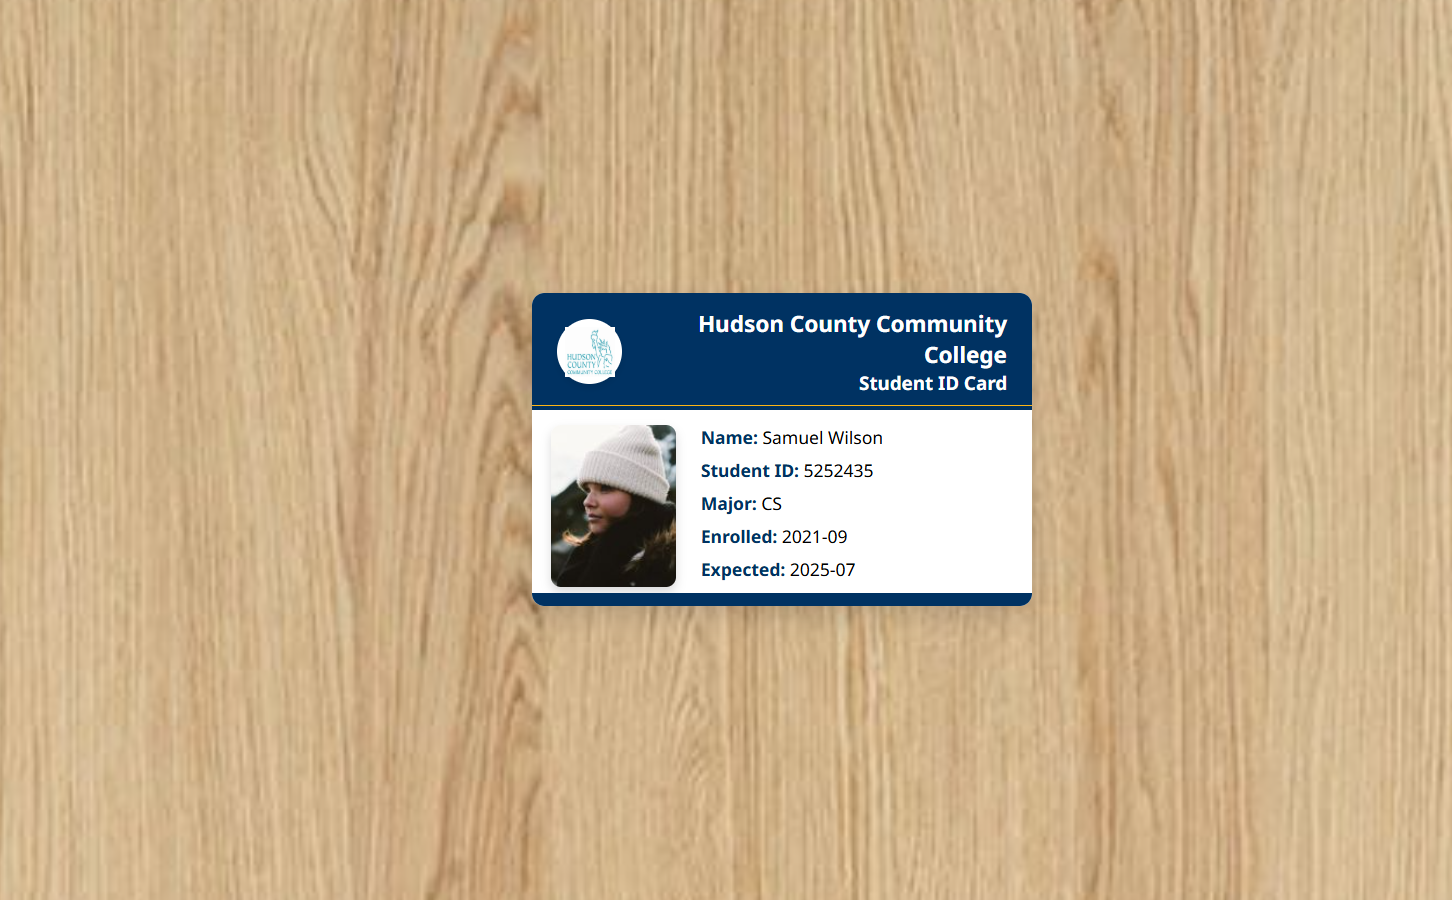 HUDSON
COUNTY
COMMUNITY COLLEGE
Hudson County Community
College
Student ID Card
Name: Samuel Wilson
Student ID: 5252435
Major: CS
Enrolled: 2021-09
Expected: 2025-07